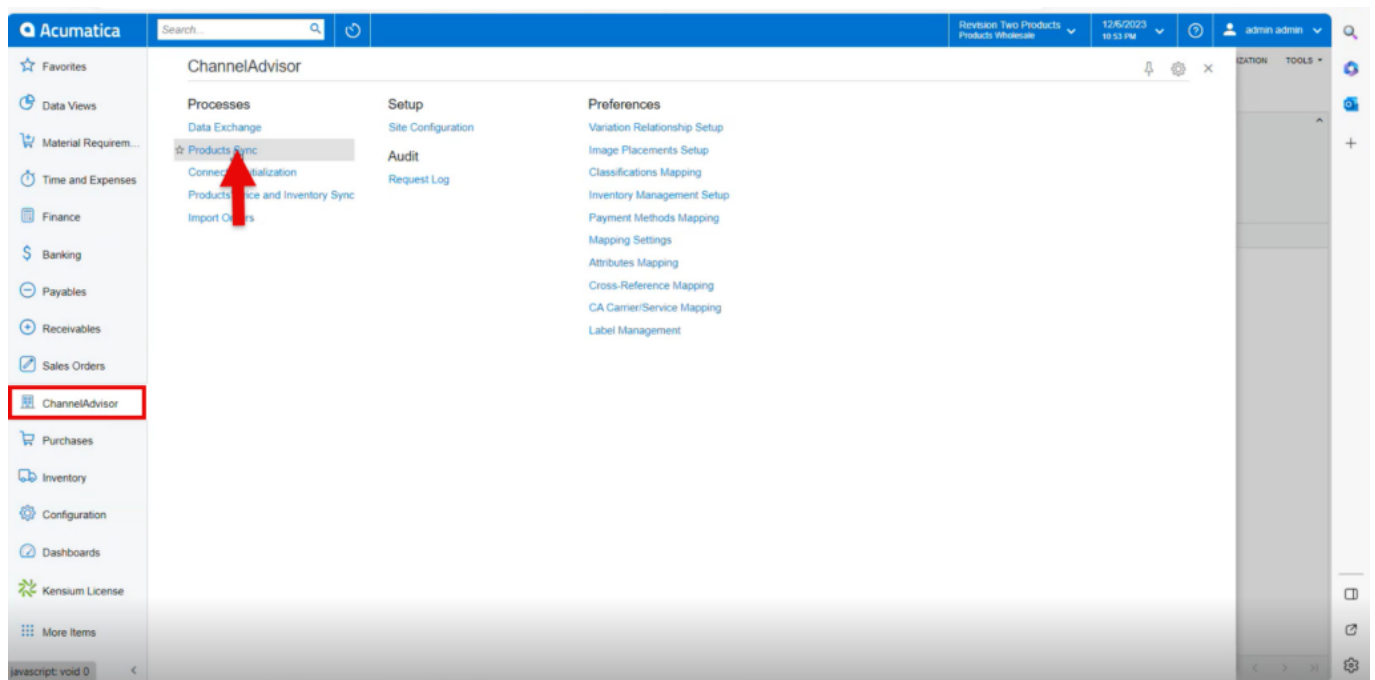 Acumatica
Search...
Revision Two Products
Products Wholesale
12/6/2023
10:53 PM
admin admin
Favorites
Data Views
Material Requirem...
Time and Expenses
Finance
Banking
Payables
Receivables
Sales Orders
ChannelAdvisor
Purchases
Inventory
Configuration
Dashboards
Kensium License
More Items
javascript: void 0
ChannelAdvisor
Processes
Data Exchange
Products Sync
Products
and Inventory Sync
Import
Setup
Site Configuration
Audit
Request Log
Preferences
Variation Relationship Setup
Image Placements Setup
Classifications Mapping
Inventory Management Setup
Payment Methods Mapping
Mapping Settings
Attributes Mapping
Cross-Reference Mapping
CA Carrier/Service Mapping
Label Management
IZATION
TOOLS